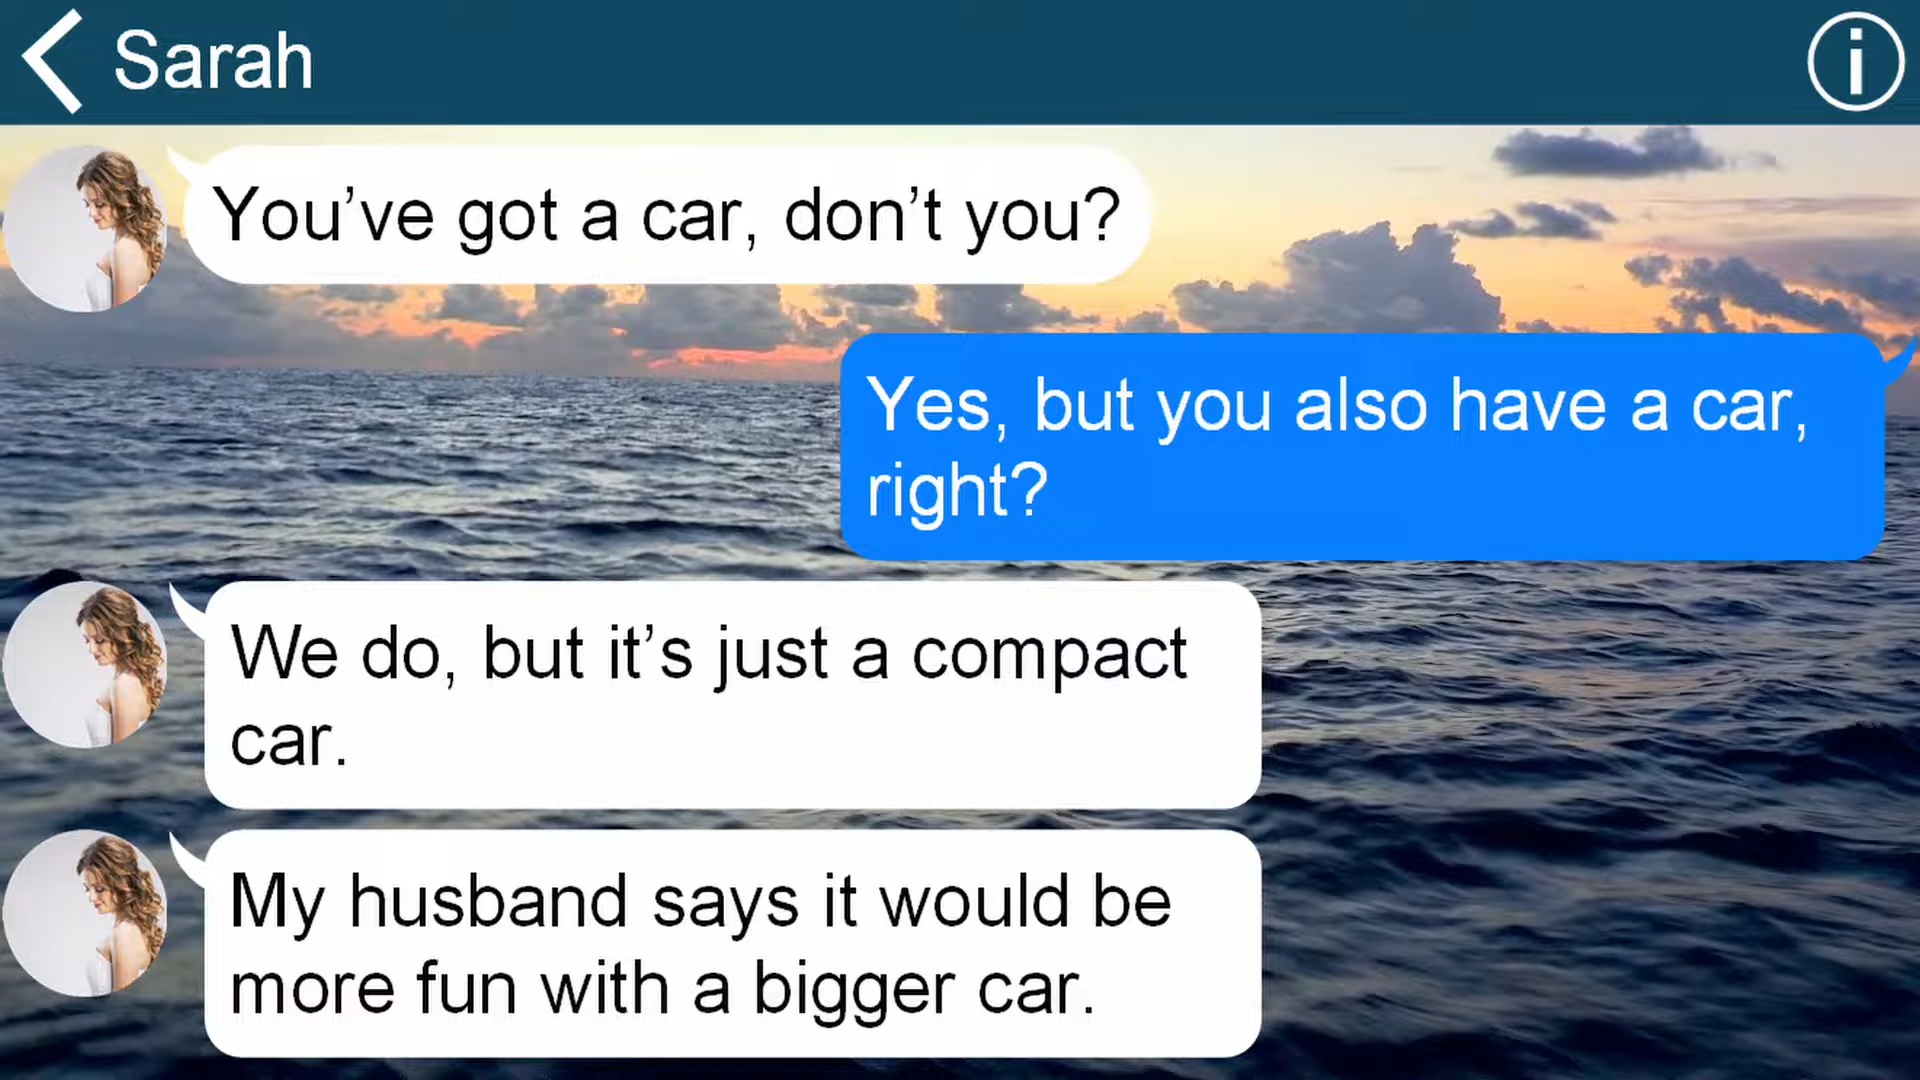 Sarah
You’ve got a car, don’t you?
Yes, but you also have a car,
right?
We do, but it’s just a compact
car.
My husband says it would be
more fun with a bigger car.